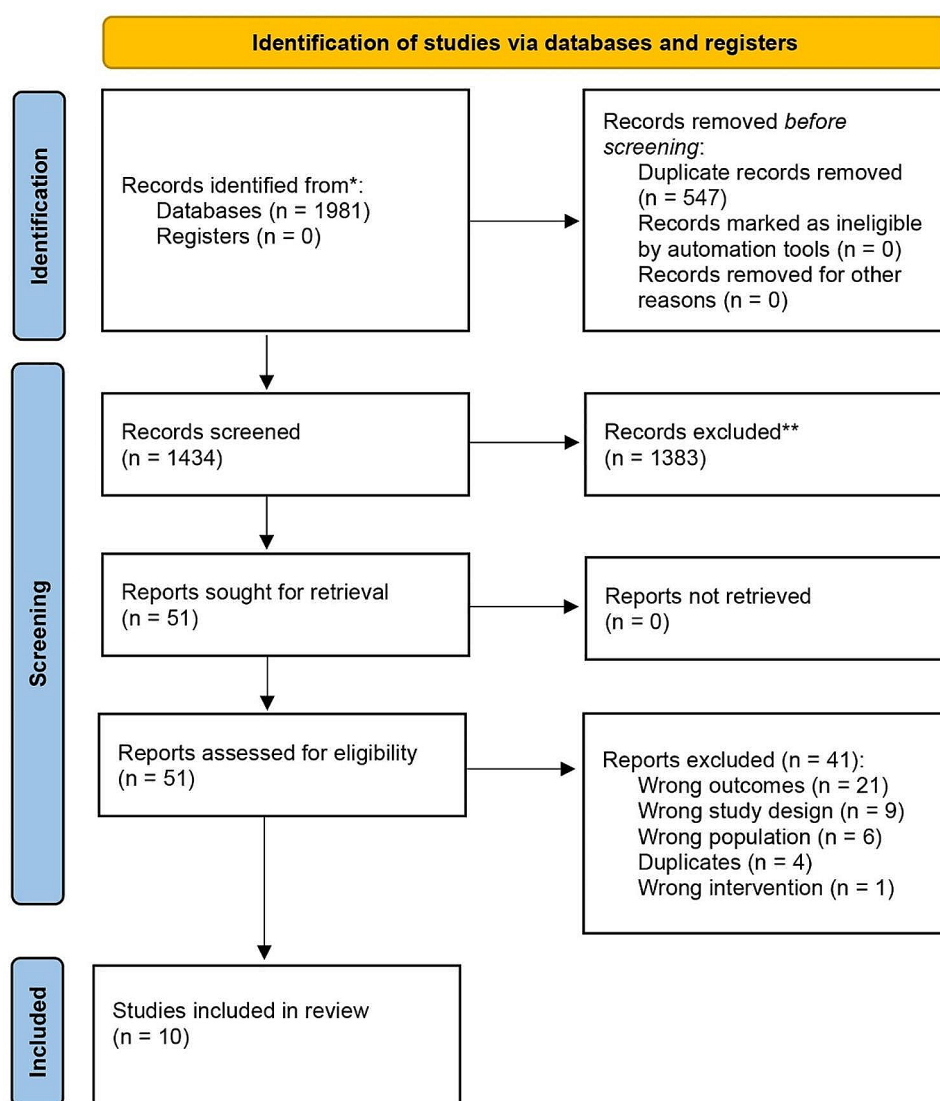 Identification of studies via databases and registers
Identification
Records identified from*:
Databases (n = 1981)
Registers (n = 0)
Records removed before
screening:
Duplicate records removed
(n = 547)
Records marked as ineligible
by automation tools (n = 0)
Records removed for other
reasons (n = 0)
Screening
Records screened
(n = 1434)
Records excluded**
(n = 1383)
Reports sought for retrieval
(n = 51)
Reports not retrieved
(n = 0)
Reports assessed for eligibility
(n = 51)
Reports excluded (n = 41):
Wrong outcomes (n = 21)
Wrong study design (n = 9)
Wrong population (n = 6)
Duplicates (n = 4)
Wrong intervention (n = 1)
Included
Studies included in review
(n = 10)